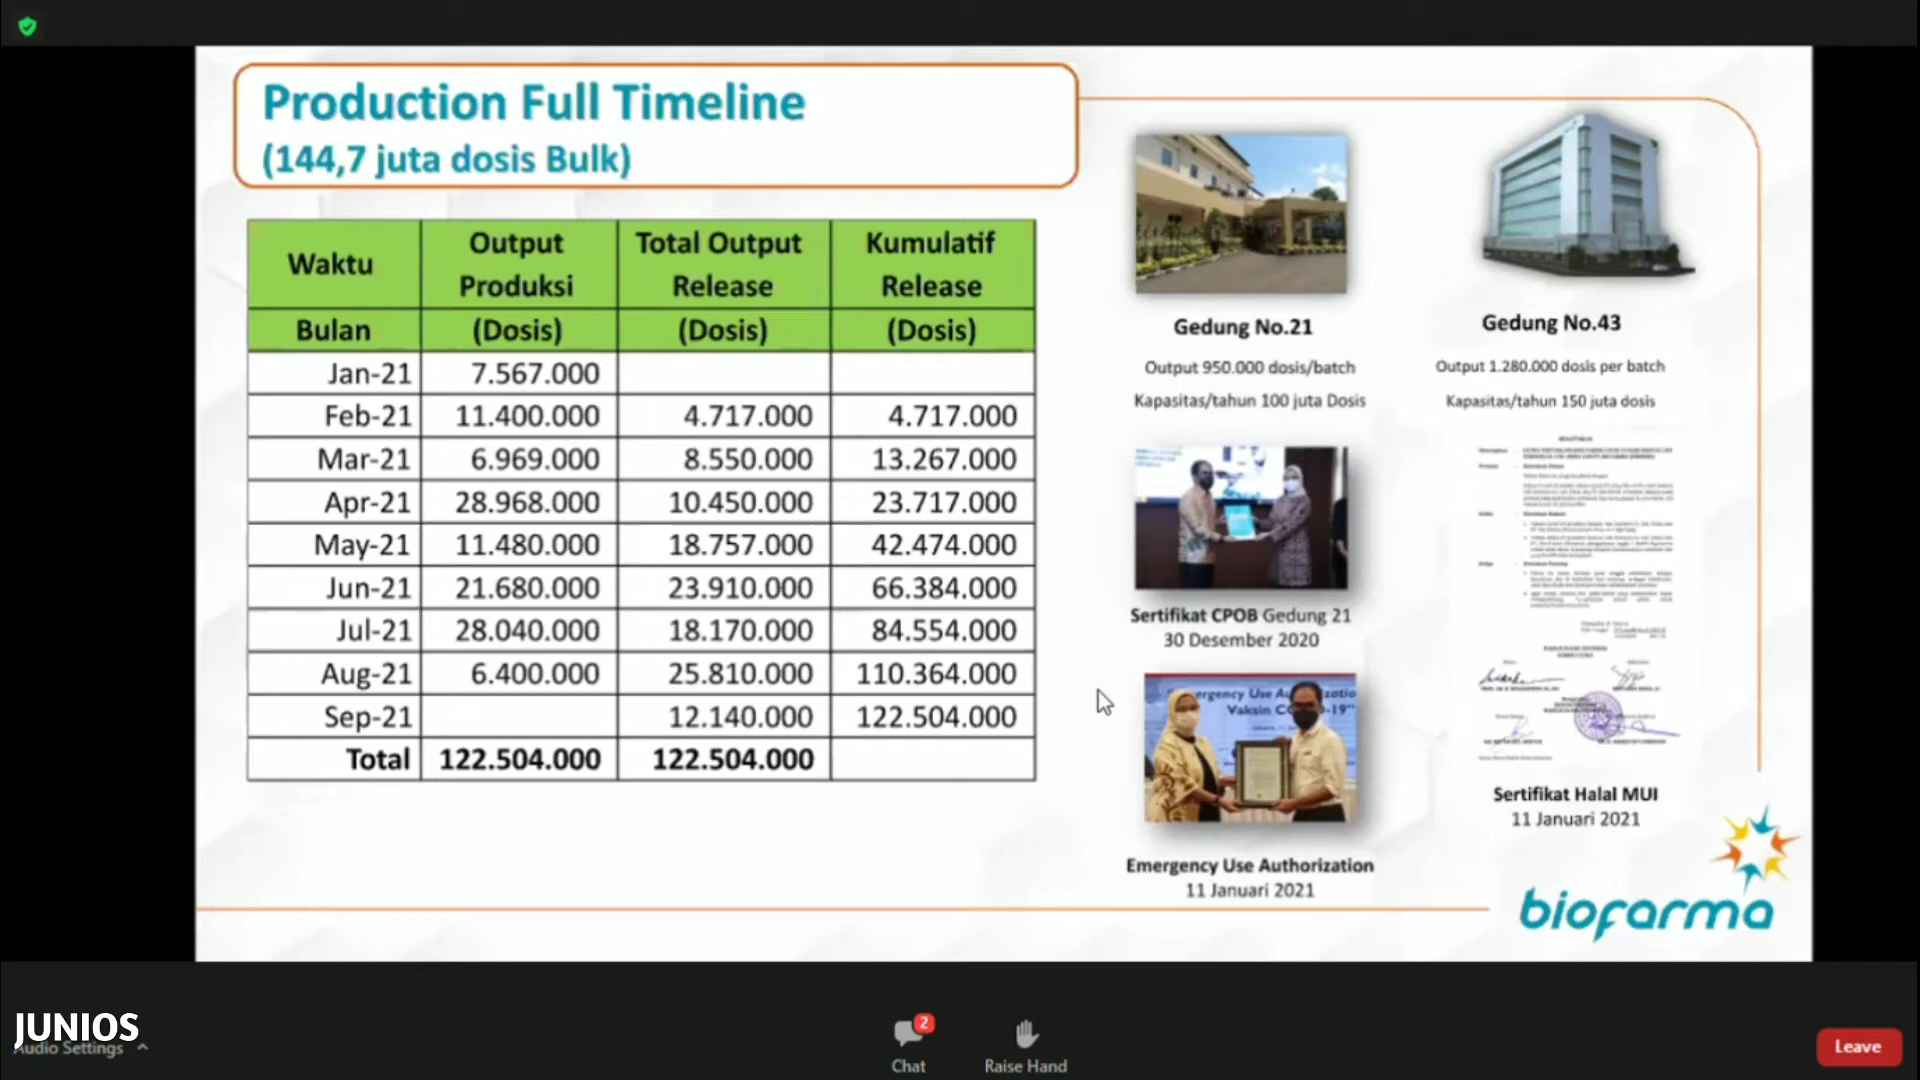 Production Full Timeline
(144,7 juta dosis Bulk)
Waktu Output Produksi Total Output Release Kumulatif Release
Bulan (Dosis) (Dosis) (Dosis)
Jan-21 7.567.000
Feb-21 11.400.000 4.717.000 4.717.000
Mar-21 6.969.000 8.550.000 13.267.000
Apr-21 28.968.000 10.450.000 23.717.000
May-21 11.480.000 18.757.000 42.474.000
Jun-21 21.680.000 23.910.000 66.384.000
Jul-21 28.040.000 18.170.000 84.554.000
Aug-21 6.400.000 25.810.000 110.364.000
Sep-21 12.140.000 122.504.000
Total 122.504.000 122.504.000
Gedung No.21
Output 950.000 dosis/batch
Kapasitas/tahun 100 juta Dosis
Gedung No.43
Output 1.280.000 dosis per batch
Kapasitas/tahun 150 juta dosis
Sertifikat CPOB Gedung 21
30 Desember 2020
Emergency Use Authorization
11 Januari 2021
Sertifikat Halal MUI
11 Januari 2021
biofarma
JUNIOS
Audio Settings
2
Chat
Raise Hand
Leave